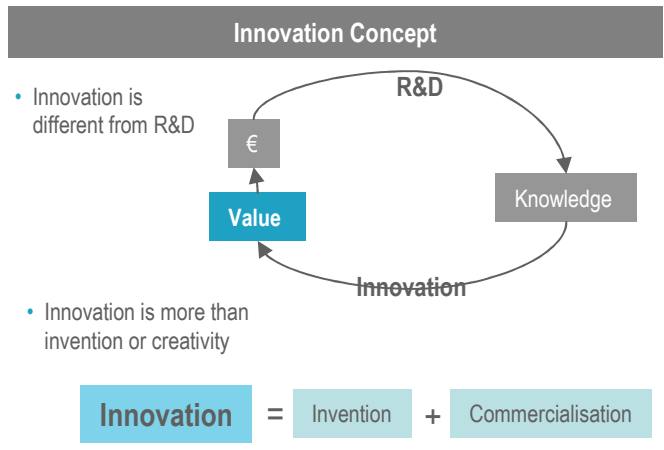 Innovation Concept
R&D
• Innovation is
different from R&D
€
Knowledge
Value
Innovation
• Innovation is more than
invention or creativity
Innovation = Invention + Commercialisation